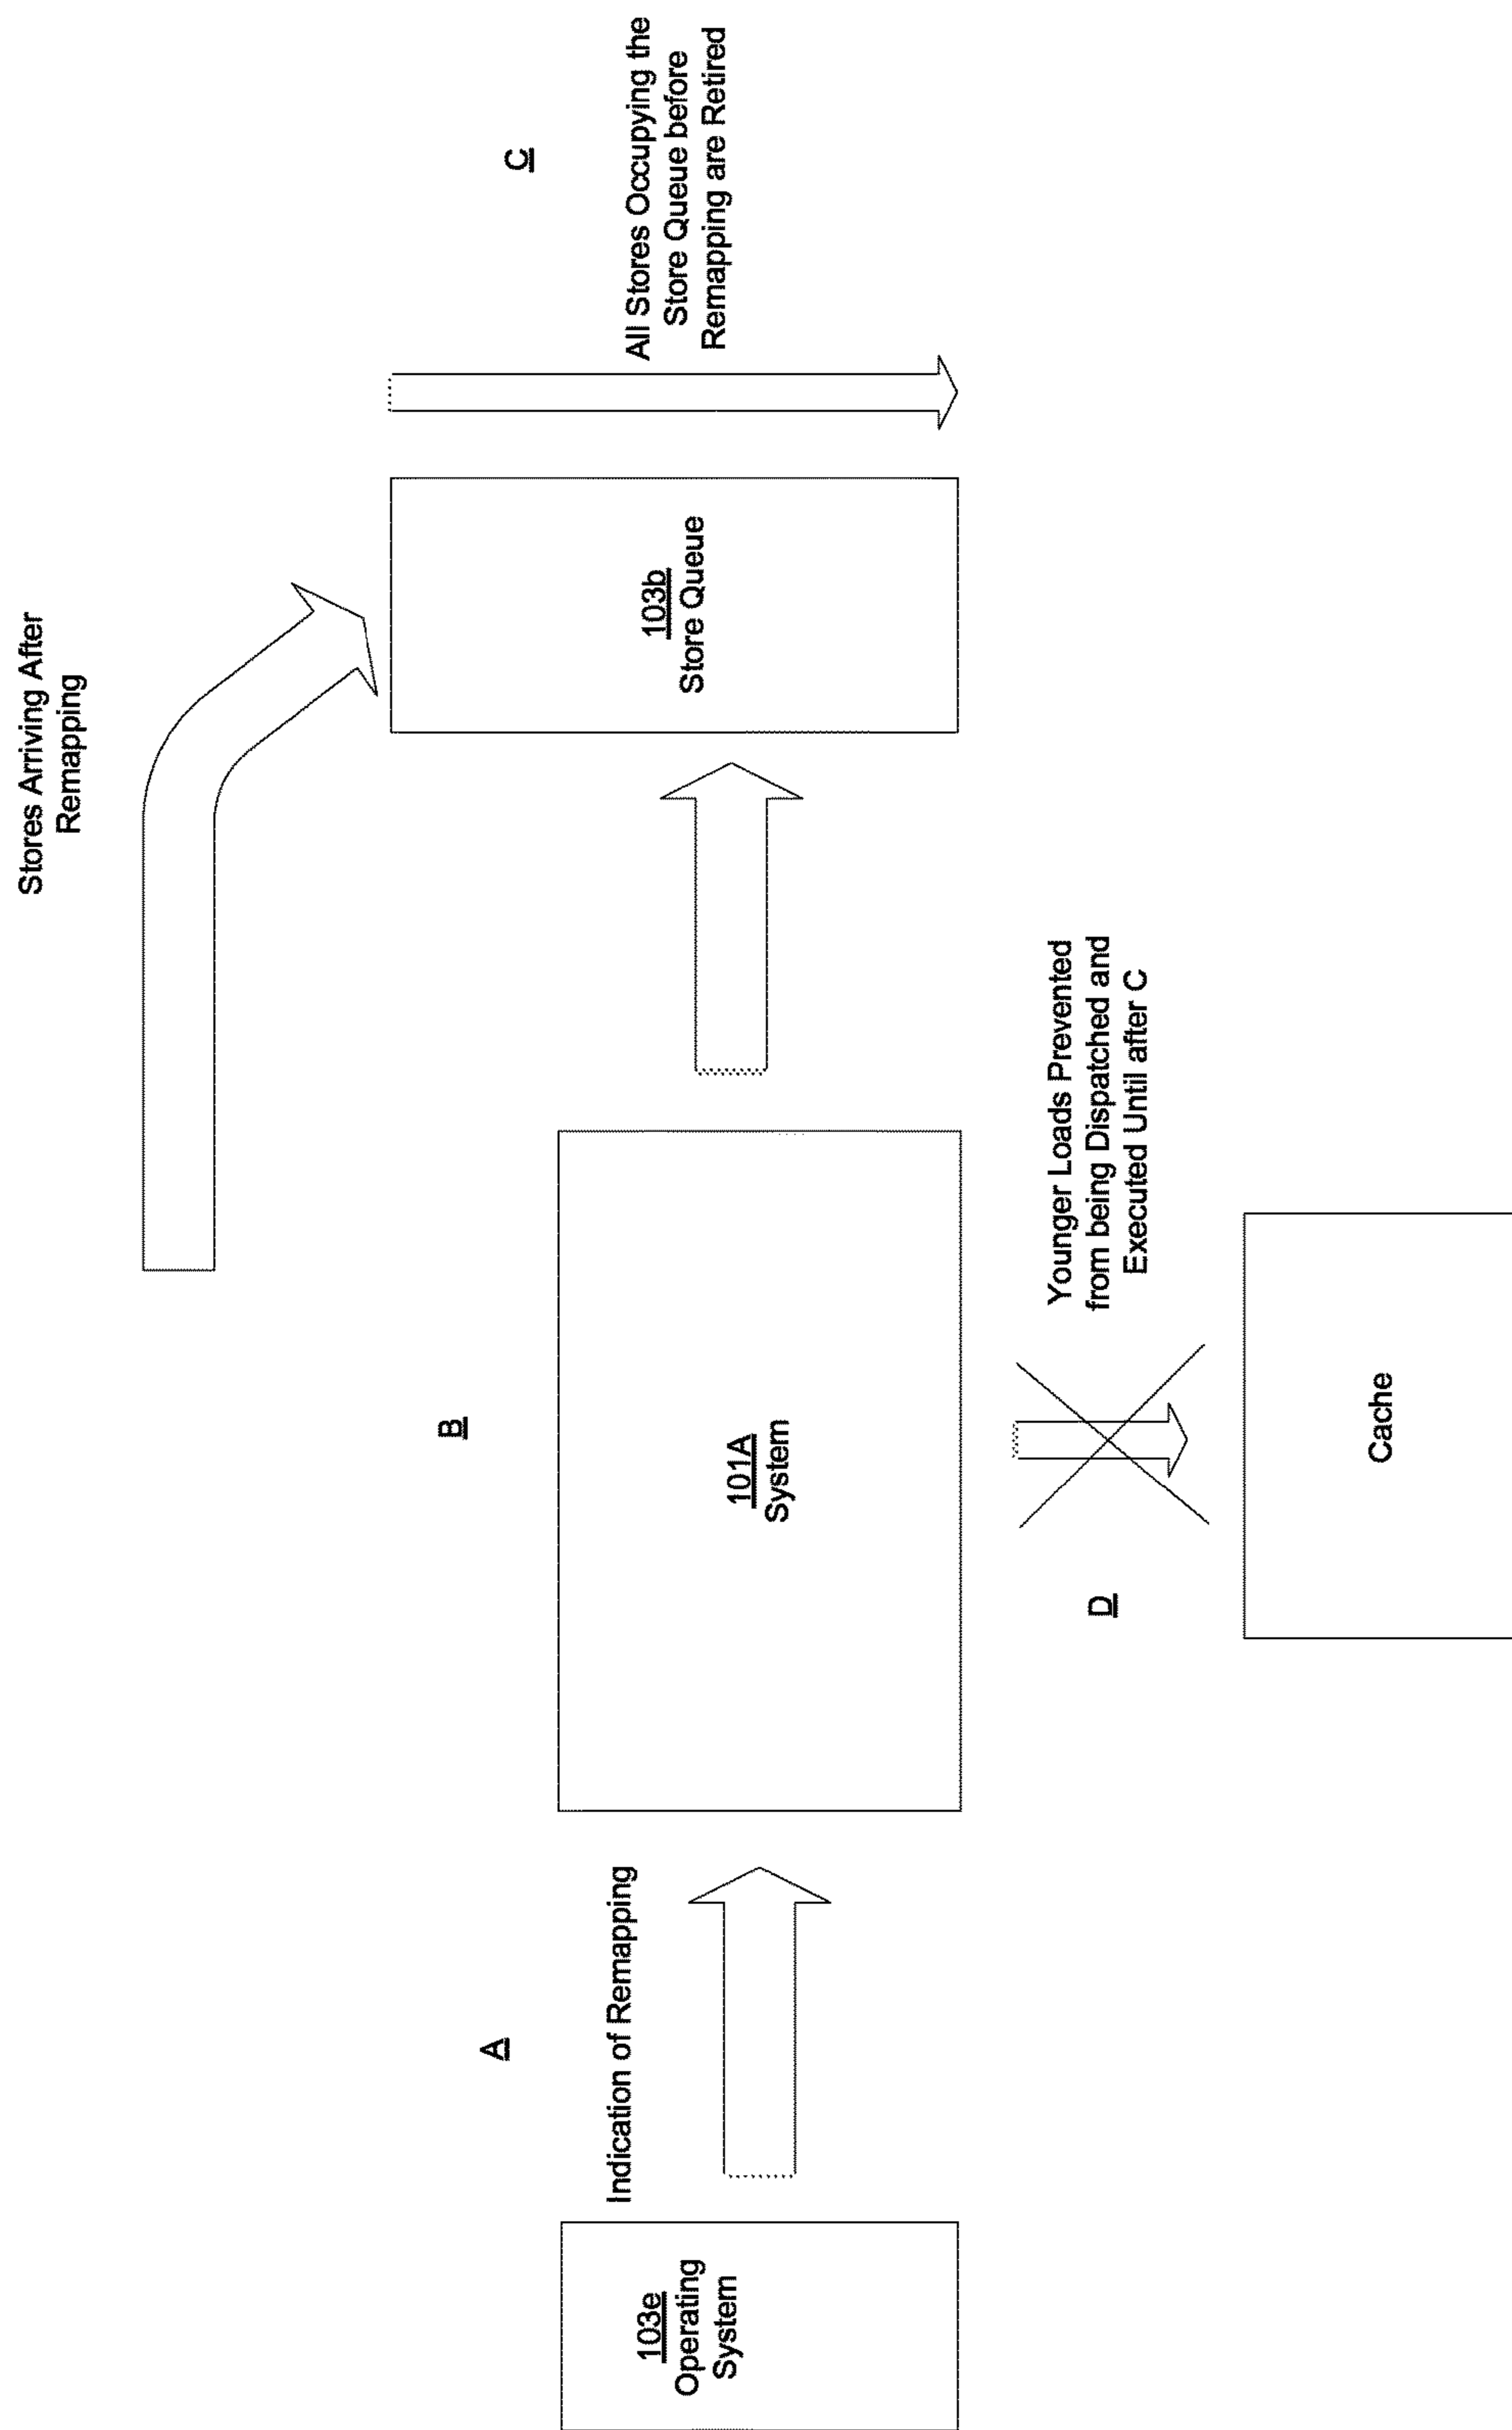 Stores Arriving After
Remapping
C
All Stores Occupying the
Store Queue before
Remapping are Retired
B
A
Indication of Remapping
103e
Operating
System
101A
System
103b
Store Queue
D
Younger Loads Prevented
from being Dispatched and
Executed Until after C
Cache